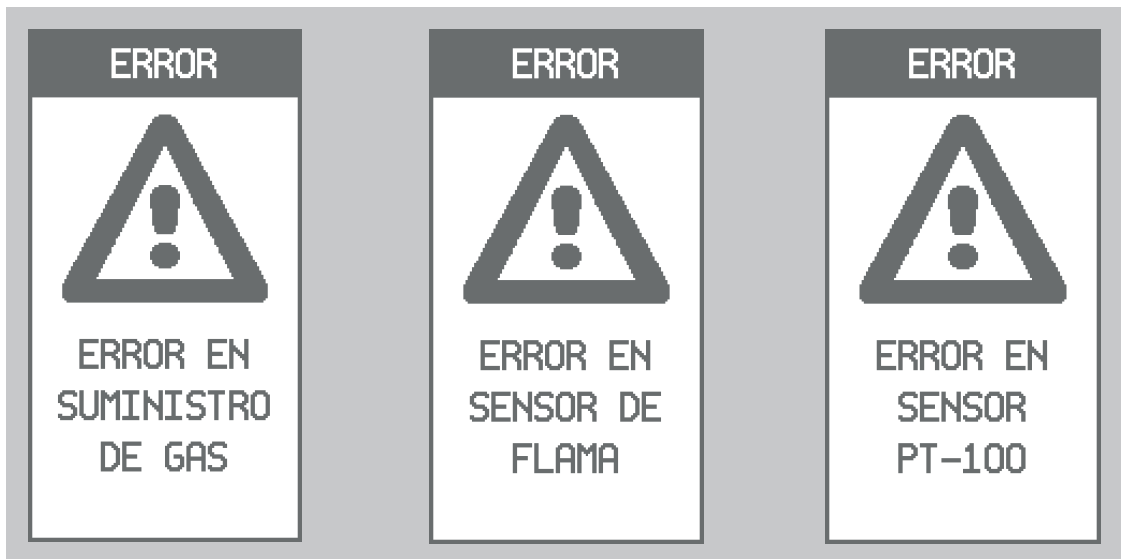 ERROR
ERROR EN
SUMINISTRO
DE GAS
ERROR
ERROR EN
SENSOR DE
FLAMA
ERROR
ERROR EN
SENSOR
PT-100